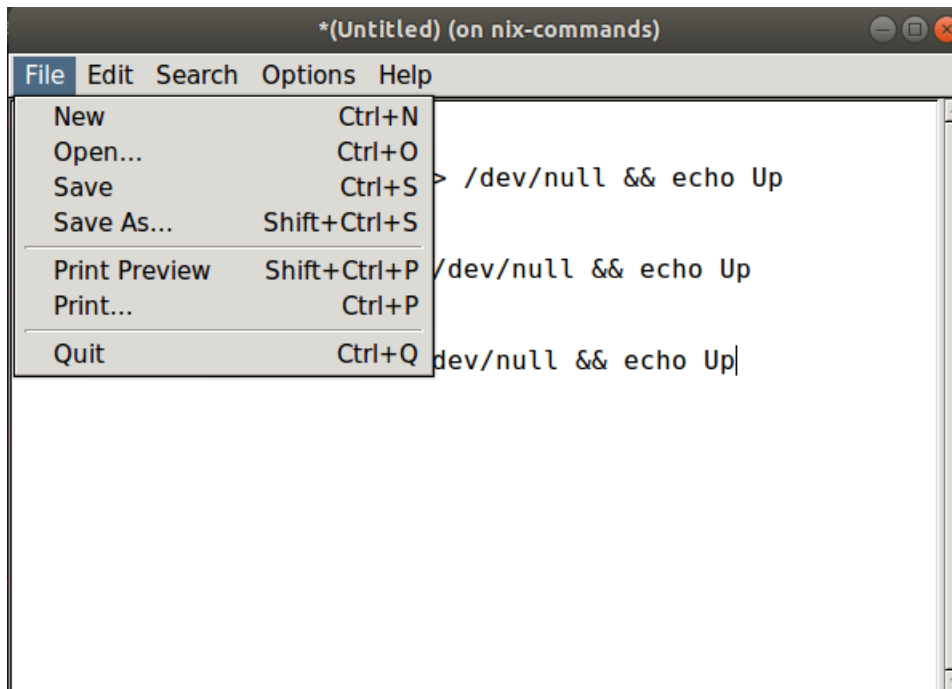 *(Untitled) (on nix-commands)
File Edit Search Options Help
New Ctrl+N
Open... Ctrl+O
Save Ctrl+S
Save As... Shift+Ctrl+S
Print Preview Shift+Ctrl+P
Print... Ctrl+P
Quit Ctrl+Q
> /dev/null && echo Up
/dev/null && echo Up
dev/null && echo Up